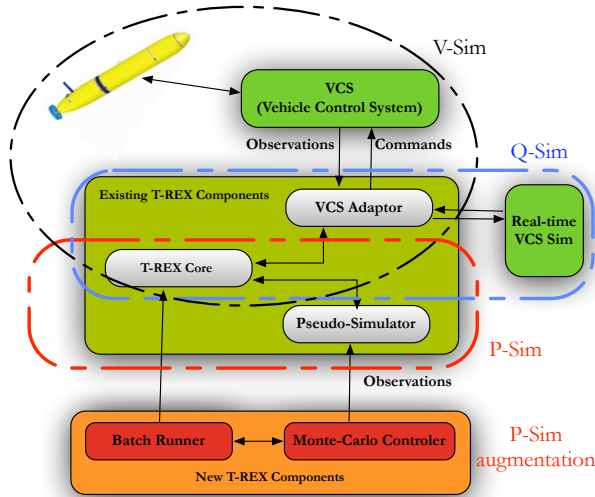 V-Sim
VCS
(Vehicle Control System)
Observations
Commands
Q-Sim
Existing T-REX Components
VCS Adaptor
Real-time
VCS Sim
T-REX Core
Pseudo-Simulator
P-Sim
Observations
Batch Runner
Monte-Carlo Controler
P-Sim
augmentation
New T-REX Components